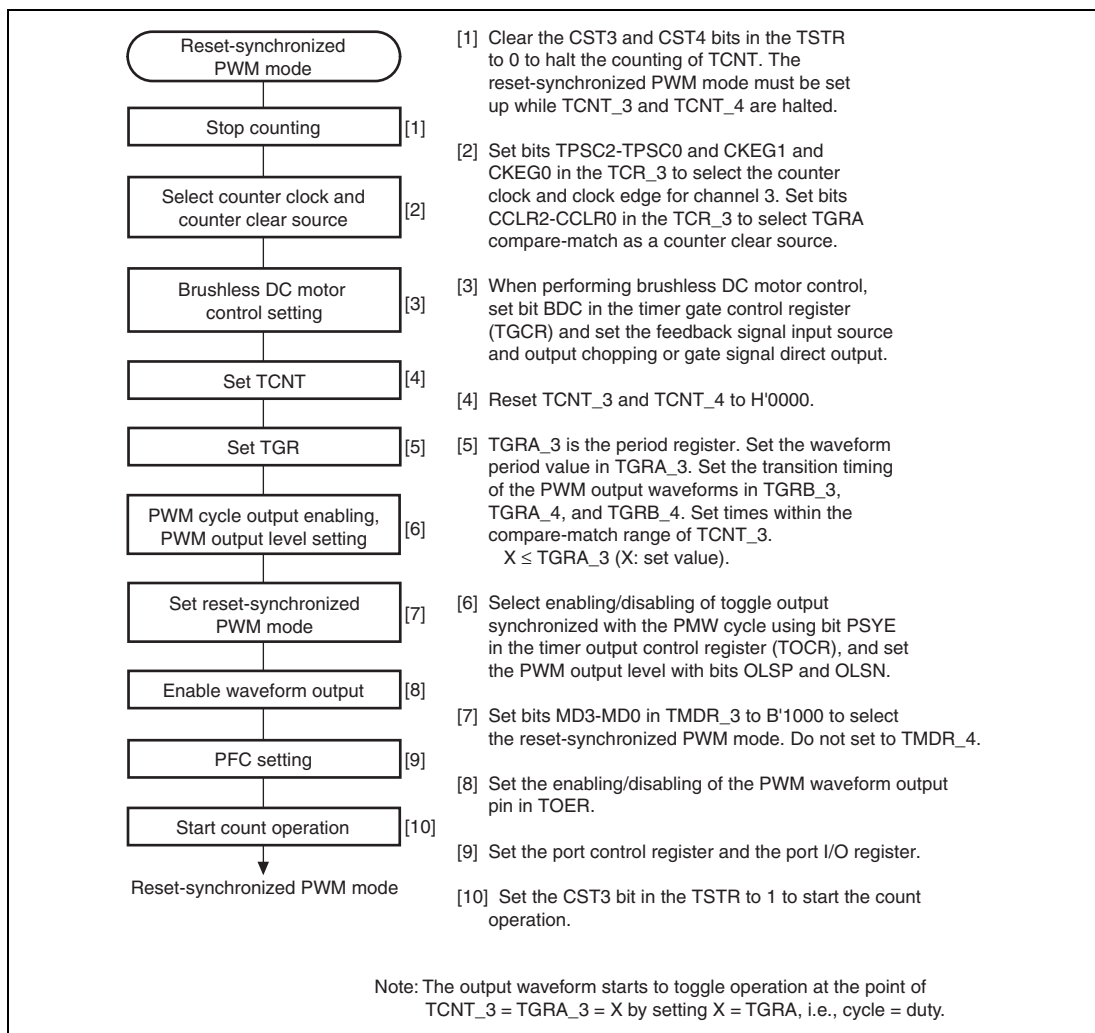 Reset-synchronized
PWM mode
Stop counting
[1]
Select counter clock and
counter clear source
[2]
Brushless DC motor
control setting
[3]
Set TCNT
[4]
Set TGR
[5]
PWM cycle output enabling,
PWM output level setting
[6]
Set reset-synchronized
PWM mode
[7]
Enable waveform output
[8]
PFC setting
[9]
Start count operation
[10]
Reset-synchronized PWM mode
[1] Clear the CST3 and CST4 bits in the TSTR
to 0 to halt the counting of TCNT. The
reset-synchronized PWM mode must be set
up while TCNT_3 and TCNT_4 are halted.
[2] Set bits TPSC2-TPSC0 and CKEG1 and
CKEG0 in the TCR_3 to select the counter
clock and clock edge for channel 3. Set bits
CCLR2-CCLR0 in the TCR_3 to select TGRA
compare-match as a counter clear source.
[3] When performing brushless DC motor control,
set bit BDC in the timer gate control register
(TGCR) and set the feedback signal input source
and output chopping or gate signal direct output.
[4] Reset TCNT_3 and TCNT_4 to H'0000.
[5] TGRA_3 is the period register. Set the waveform
period value in TGRA_3. Set the transition timing
of the PWM output waveforms in TGRB_3,
TGRA_4, and TGRB_4. Set times within the
compare-match range of TCNT_3.
X ≤ TGRA_3 (X: set value).
[6] Select enabling/disabling of toggle output
synchronized with the PMW cycle using bit PSYE
in the timer output control register (TOCR), and set
the PWM output level with bits OLSP and OLSN.
[7] Set bits MD3-MD0 in TMDR_3 to B'1000 to select
the reset-synchronized PWM mode. Do not set to TMDR_4.
[8] Set the enabling/disabling of the PWM waveform output
pin in TOER.
[9] Set the port control register and the port I/O register.
[10] Set the CST3 bit in the TSTR to 1 to start the count
operation.
Note: The output waveform starts to toggle operation at the point of
TCNT_3 = TGRA_3 = X by setting X = TGRA, i.e., cycle = duty.